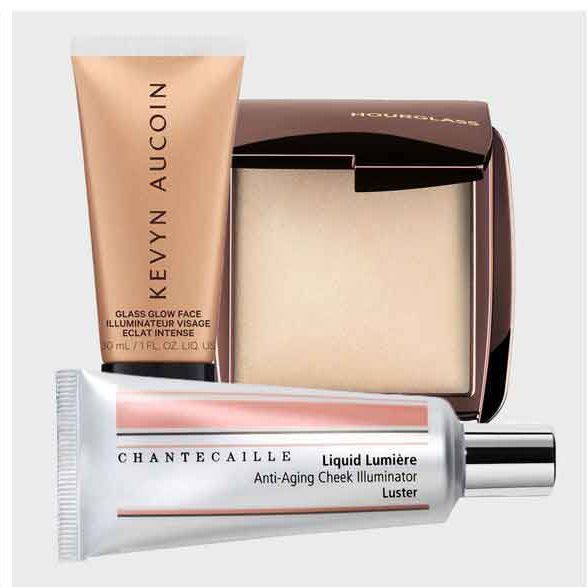 KEVYN AUCOIN
GLASS GLOW FACE
ILLUMINATEUR VISAGE
ECLAT INTENSE
30 mL / 1 FL. OZ. LIQ. US
HOURGLASS
CHANTECAILLE
Liquid Lumière
Anti-Aging Cheek Illuminator
Luster